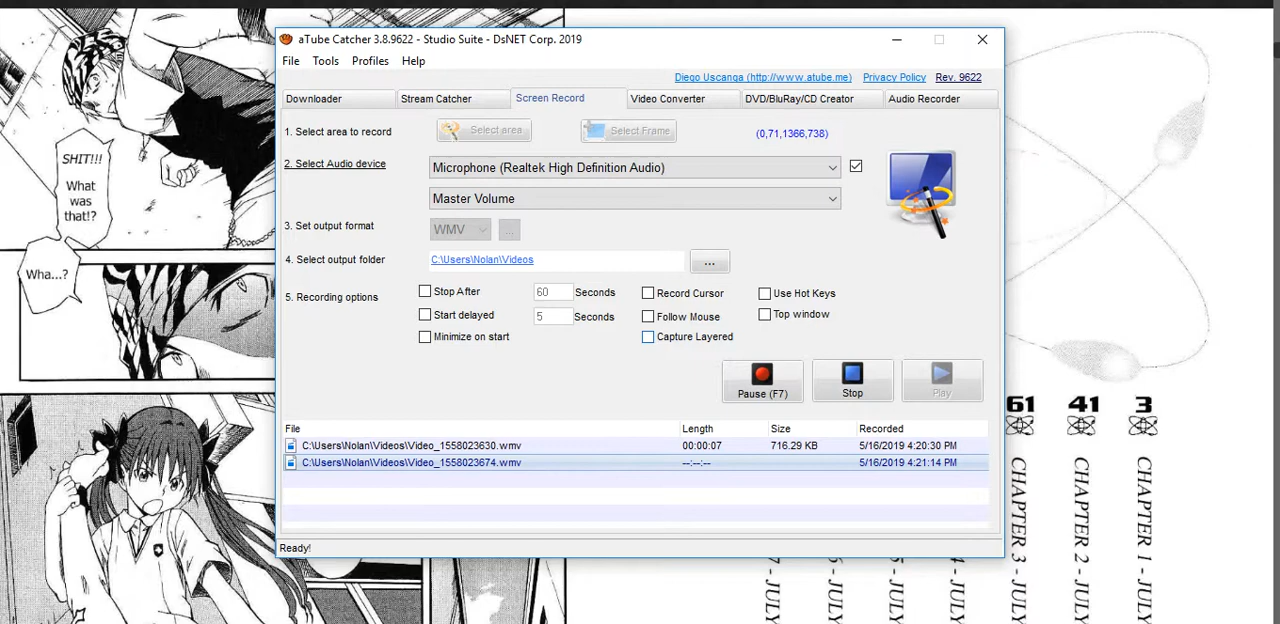 SHIT!!!
What
was
that!?
Wha...?
aTube Catcher 3.8.9622 - Studio Suite - DsNET Corp. 2019
File Tools Profiles Help
Diego Uscanga (http://www.atube.me) Privacy Policy Rev. 9622
Downloader Stream Catcher Screen Record Video Converter DVD/BluRay/CD Creator Audio Recorder
1. Select area to record Select area Select Frame (0,71,1366,738)
2. Select Audio device Microphone (Realtek High Definition Audio)
Master Volume
3. Set output format WMV ...
4. Select output folder C:\Users\Nolan\Videos ...
5. Recording options
Stop After 60 Seconds Record Cursor Use Hot Keys
Start delayed 5 Seconds Follow Mouse Top window
Minimize on start Capture Layered
Pause (F7) Stop Play
File Length Size Recorded
C:\Users\Nolan\Videos\Video_1558023630.wmv 00:00:07 716.29 KB 5/16/2019 4:20:30 PM
C:\Users\Nolan\Videos\Video_1558023674.wmv --:--:-- 5/16/2019 4:21:14 PM
Ready!
61 41 3
CHAPTER 1 - JULY
CHAPTER 2 - JULY
CHAPTER 3 - JULY
4 - JULY
5 - JULY
6 - JULY
7 - JULY